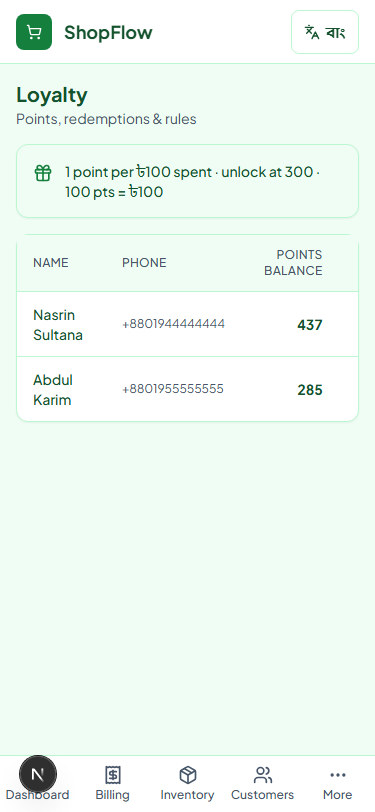 ShopFlow
বাং
Loyalty
Points, redemptions & rules
1 point per ৳100 spent · unlock at 300 ·
100 pts = ৳100
NAME
PHONE
POINTS
BALANCE
Nasrin
Sultana
+8801944444444
437
Abdul
Karim
+8801955555555
285
N
Dashboard
Billing
Inventory
Customers
More